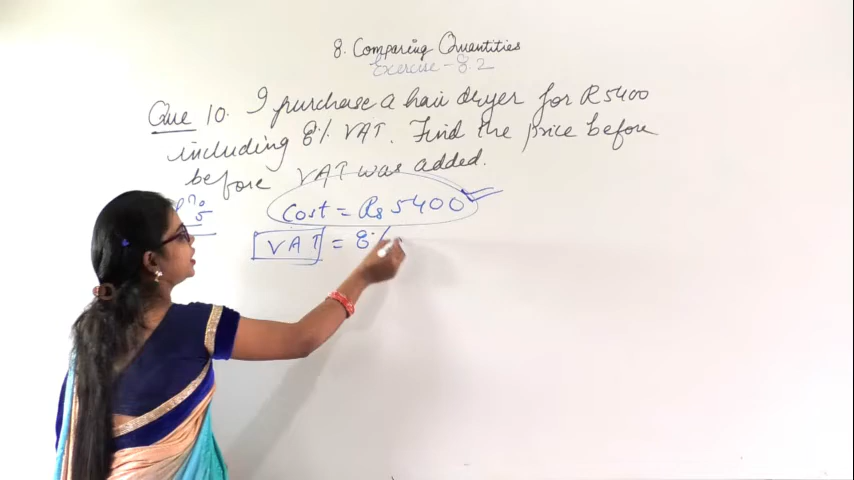 8. Comparing Quantities
Exercise - 8.2
Que 10. I purchase a hair dryer for R 5400
including 8% VAT. Find the price before
before VAT was added.
Cost = Rs 5400
5
VAT = 8%